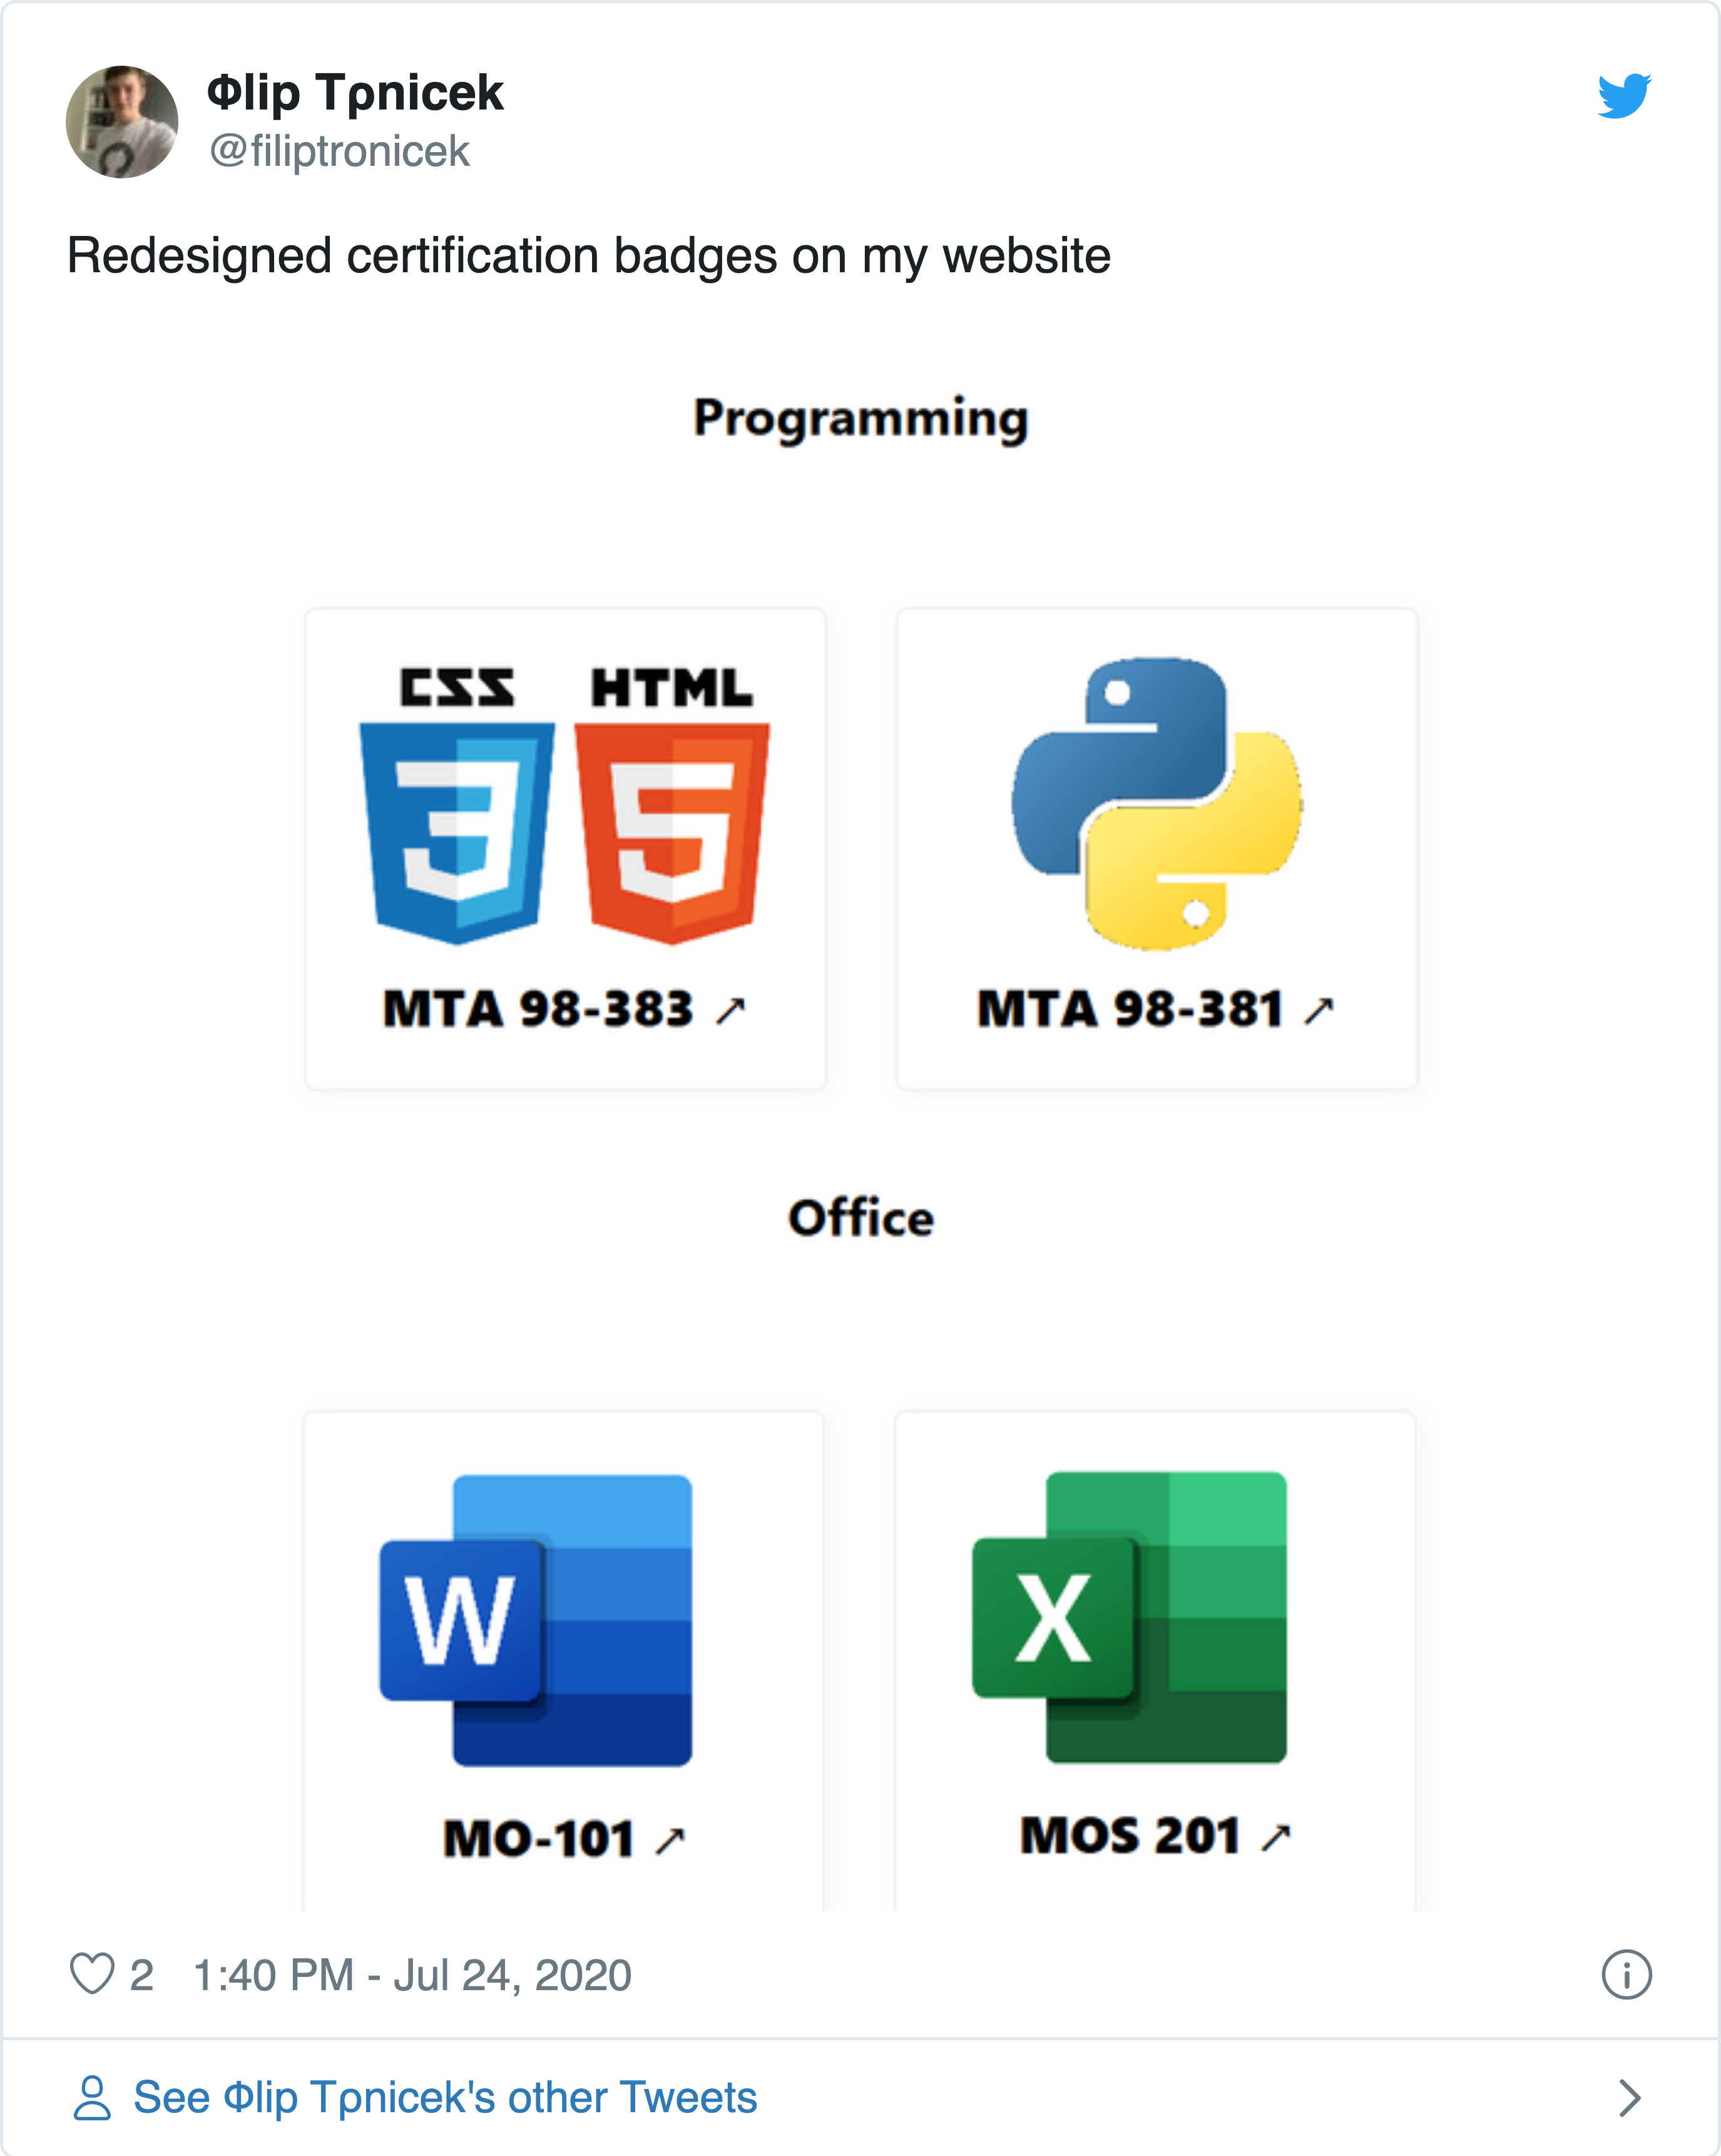 Φlip Tρnicek
@filiptronicek
Redesigned certification badges on my website
Programming
CSS HTML
3 5
MTA 98-383 ↗ MTA 98-381 ↗
Office
W X
MO-101 ↗ MOS 201 ↗
2 1:40 PM - Jul 24, 2020
See Φlip Tρnicek's other Tweets